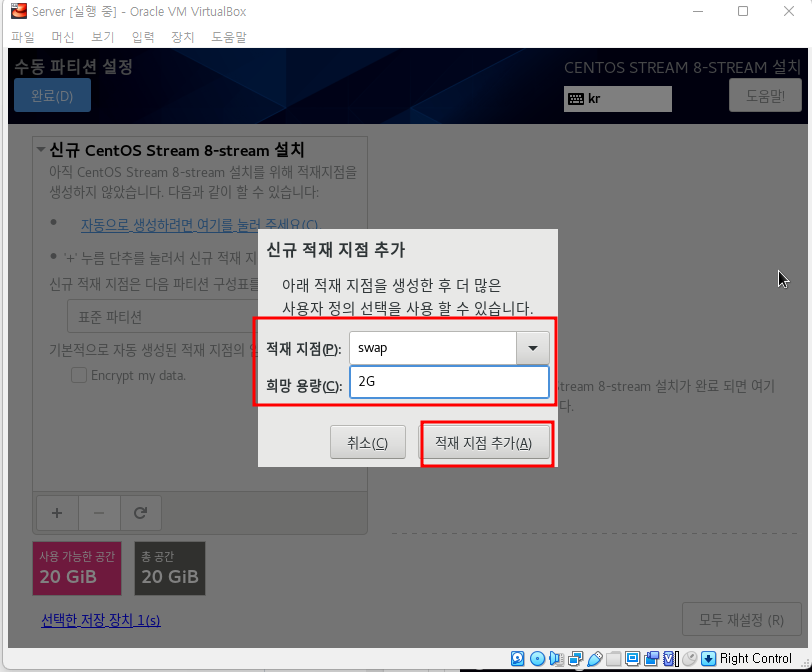 Server [실행 중] - Oracle VM VirtualBox
파일 머신 보기 입력 장치 도움말
수동 파티션 설정
CENTOS STREAM 8-STREAM 설치
완료(D)
kr
도움말!
신규 CentOS Stream 8-stream 설치
아직 CentOS Stream 8-stream 설치를 위해 적재지점을
생성하지 않았습니다. 다음과 같이 할 수 있습니다:
• 자동으로 생성하려면 여기를 눌러 주세요(C).
• '+' 누름 단추를 눌러서 신규 적재 지
신규 적재 지점은 다음 파티션 구성표를
표준 파티션
기본적으로 자동 생성된 적재 지점의
Encrypt my data.
신규 적재 지점 추가
아래 적재 지점을 생성한 후 더 많은
사용자 정의 선택을 사용 할 수 있습니다.
적재 지점(P): swap
희망 용량(C): 2G
취소(C) 적재 지점 추가(A)
tream 8-stream 설치가 완료 되면 여기
다.
+ −
사용 가능한 공간
20 GiB
총 공간
20 GiB
선택한 저장 장치 1(s)
모두 재설정 (R)
Right Control